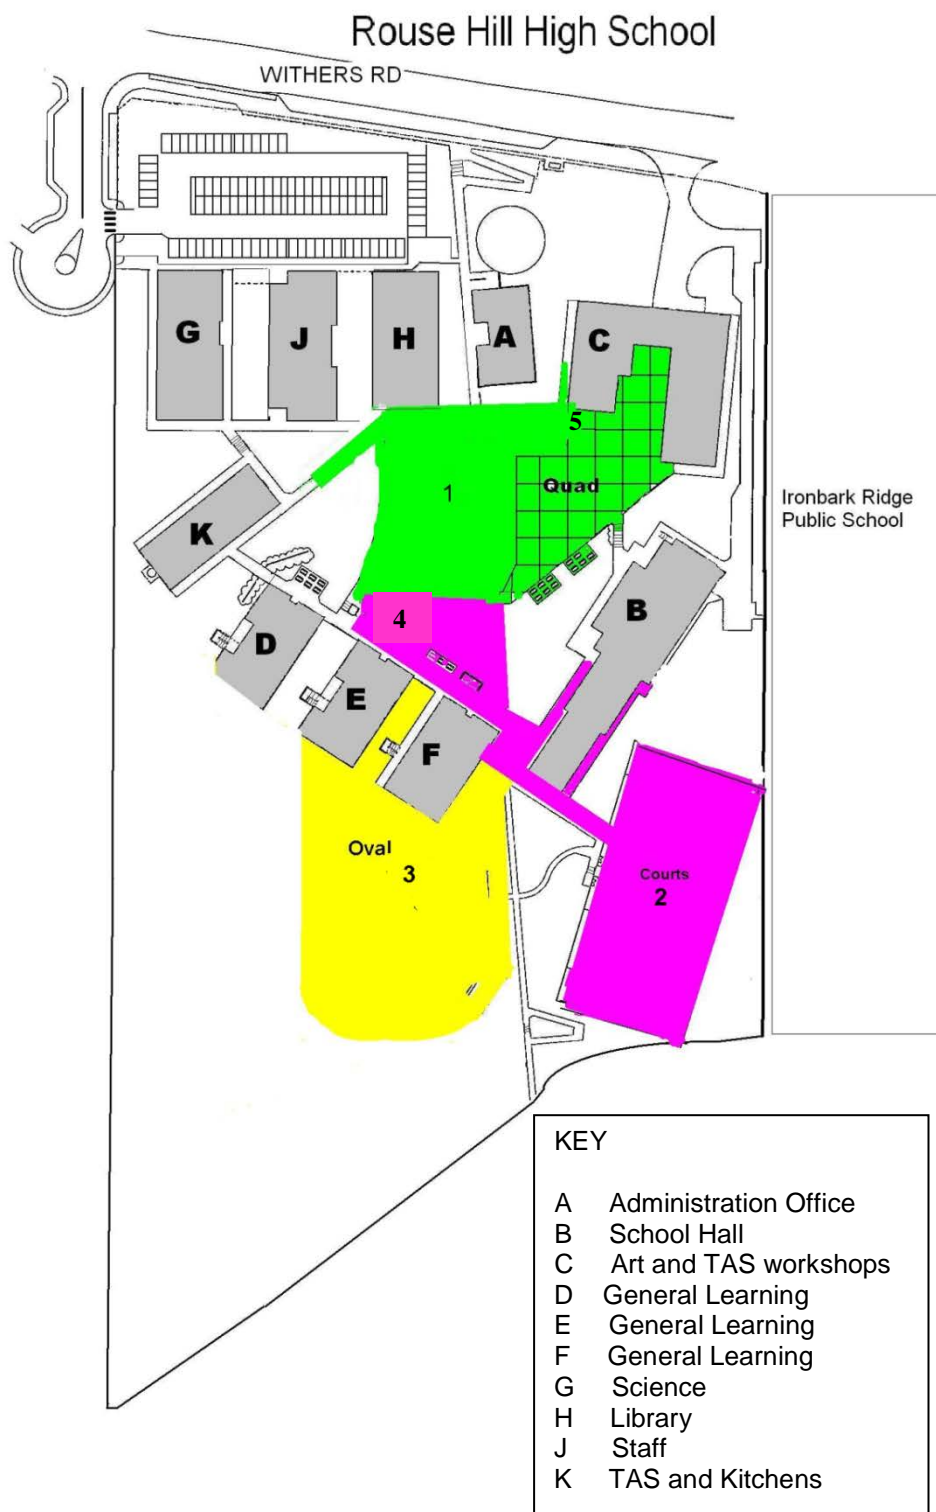 Rouse Hill High School
WITHERS RD
G
J
H
A
C
5
1
Quad
Ironbark Ridge
Public School
K
B
4
D
E
F
Oval
3
Courts
2
KEY
A Administration Office
B School Hall
C Art and TAS workshops
D General Learning
E General Learning
F General Learning
G Science
H Library
J Staff
K TAS and Kitchens